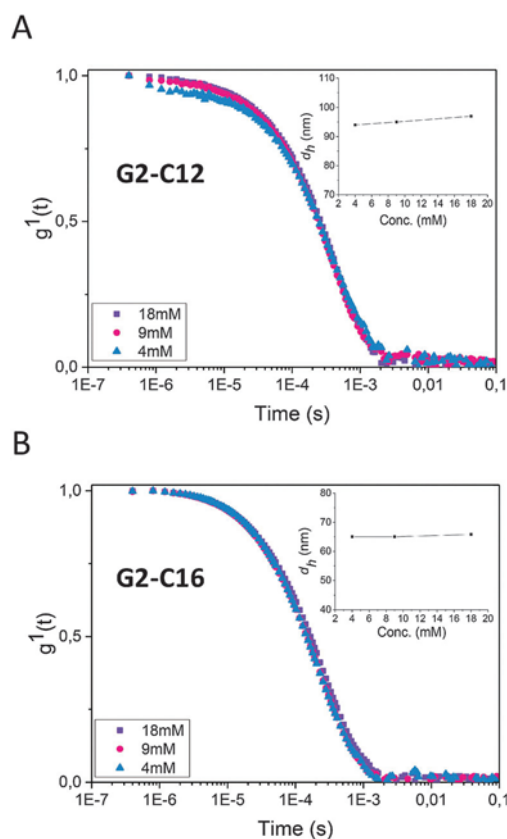 A
1,0
0,5
0,0
g¹(t)
G2-C12
18mM
9mM
4mM
1E-7 1E-6 1E-5 1E-4 1E-3 0,01 0,1
Time (s)
110
100
90
80
70
dh (nm)
2 4 6 8 10 12 14 16 18 20
Conc. (mM)
B
1,0
0,5
0,0
g¹(t)
G2-C16
18mM
9mM
4mM
1E-7 1E-6 1E-5 1E-4 1E-3 0,01 0,1
Time (s)
80
70
60
50
40
dh (nm)
2 4 6 8 10 12 14 16 18 20
Conc. (mM)